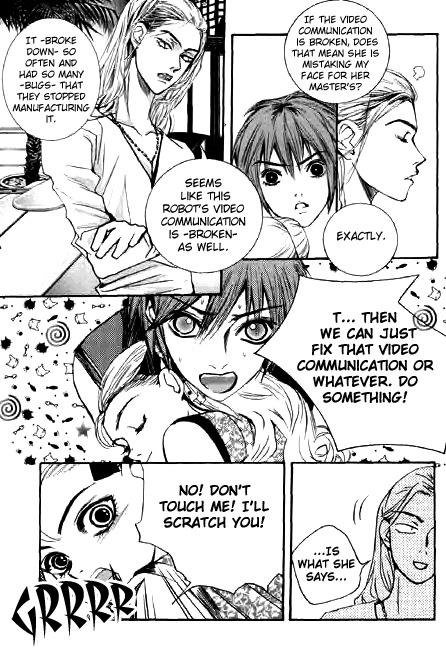 IT -BROKE
DOWN- SO
OFTEN AND
HAD SO MANY
-BUGS- THAT
THEY STOPPED
MANUFACTURING
IT.
SEEMS
LIKE THIS
ROBOT'S VIDEO
COMMUNICATION
IS -BROKEN-
AS WELL.
IF THE VIDEO
COMMUNICATION
IS BROKEN, DOES
THAT MEAN SHE IS
MISTAKING MY
FACE FOR HER
MASTER'S?
?
EXACTLY.
T... THEN
WE CAN JUST
FIX THAT VIDEO
COMMUNICATION OR
WHATEVER. DO
SOMETHING!
NO! DON'T
TOUCH ME! I'LL
SCRATCH YOU!
GRRRR
...IS
WHAT SHE
SAYS...